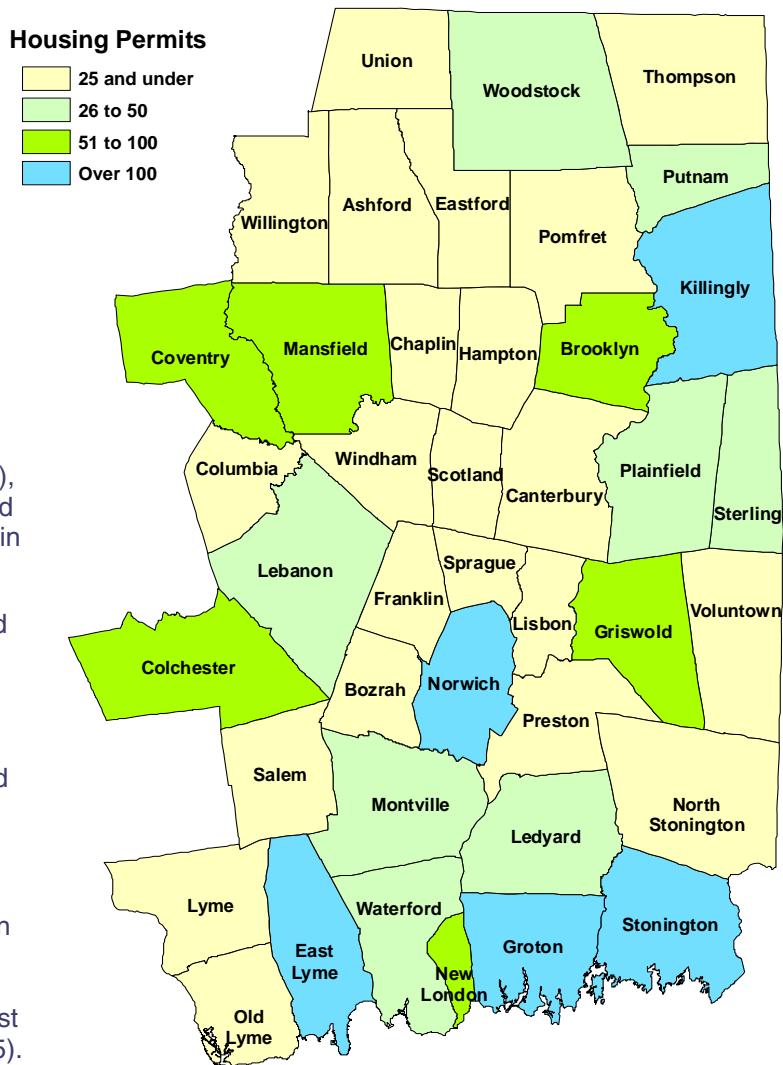 Housing Permits
25 and under
26 to 50
51 to 100
Over 100
Union
Woodstock
Thompson
Putnam
Willington
Ashford
Eastford
Pomfret
Killingly
Coventry
Mansfield
Chaplin
Hampton
Brooklyn
Columbia
Windham
Scotland
Canterbury
Plainfield
Sterling
),
d
in
Lebanon
Franklin
Sprague
Lisbon
Griswold
Voluntown
d
Colchester
Bozrah
Norwich
Preston
Salem
d
Montville
Ledyard
North
Stonington
Lyme
Waterford
n
East
Lyme
New
London
Groton
Stonington
Old
Lyme
st
5).